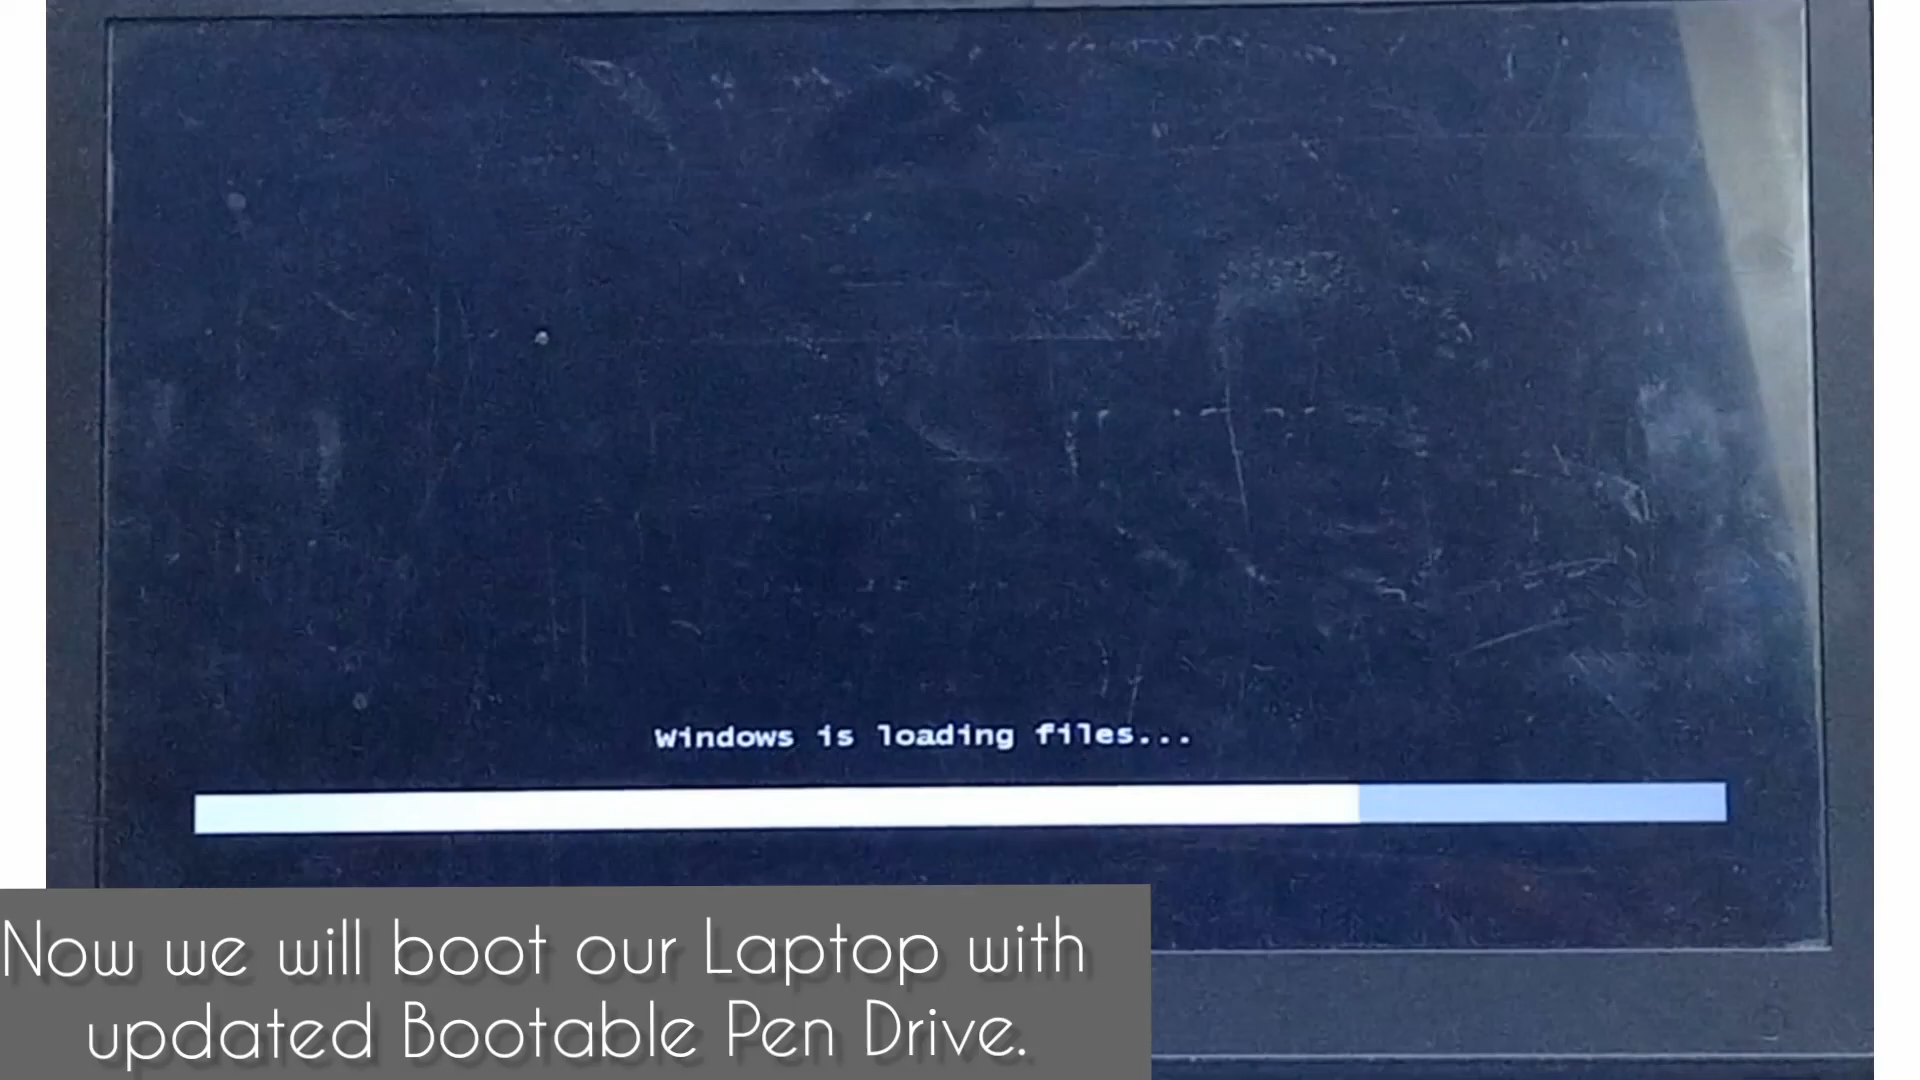 Windows is loading files...
Now we will boot our Laptop with
updated Bootable Pen Drive.